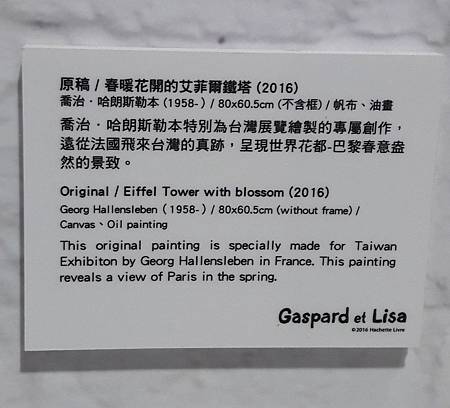 原稿 / 春暖花開的艾菲爾鐵塔 (2016)
喬治．哈朗斯勒本 (1958- ) / 80x60.5cm (不含框) / 帆布、油畫
喬治．哈朗斯勒本特別為台灣展覽繪製的專屬創作，
遠從法國飛來台灣的真跡，呈現世界花都-巴黎春意盎
然的景致。
Original / Eiffel Tower with blossom (2016)
Georg Hallensleben (1958- ) / 80x60.5cm (without frame) /
Canvas、Oil painting
This original painting is specially made for Taiwan
Exhibiton by Georg Hallensleben in France. This painting
reveals a view of Paris in the spring.
Gaspard et Lisa
©2016 Hachette Livre